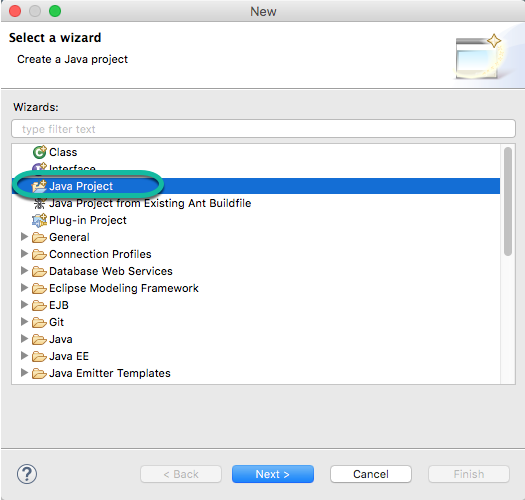 New
Select a wizard
Create a Java project
Wizards:
type filter text
Class
Interface
Java Project
Java Project from Existing Ant Buildfile
Plug-in Project
General
Connection Profiles
Database Web Services
Eclipse Modeling Framework
EJB
Git
Java
Java EE
Java Emitter Templates
?
< Back
Next >
Cancel
Finish